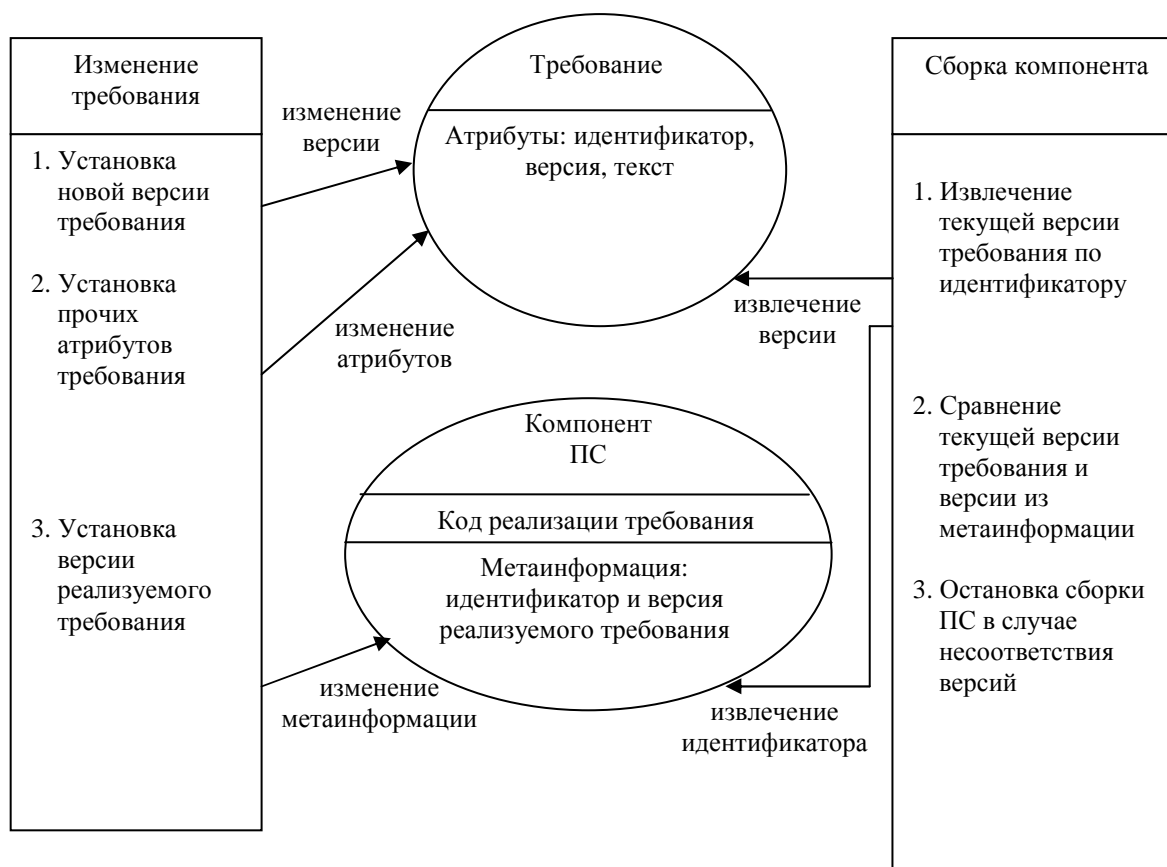 Изменение
требования
1. Установка
новой версии
требования
2. Установка
прочих
атрибутов
требования
3. Установка
версии
реализуемого
требования
изменение
версии
изменение
атрибутов
изменение
метаинформации
Требование
Атрибуты: идентификатор,
версия, текст
Компонент
ПС
Код реализации требования
Метаинформация:
идентификатор и версия
реализуемого требования
извлечение
версии
извлечение
идентификатора
Сборка компонента
1. Извлечение
текущей версии
требования по
идентификатору
2. Сравнение
текущей версии
требования и
версии из
метаинформации
3. Остановка сборки
ПС в случае
несоответствия
версий